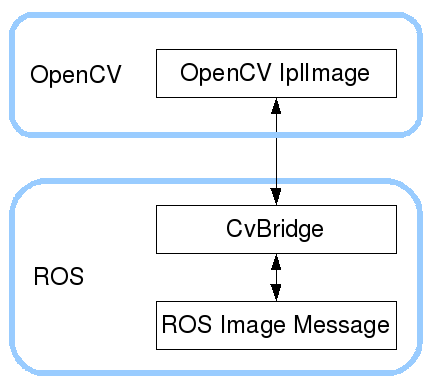 OpenCV
OpenCV IplImage
CvBridge
ROS
ROS Image Message